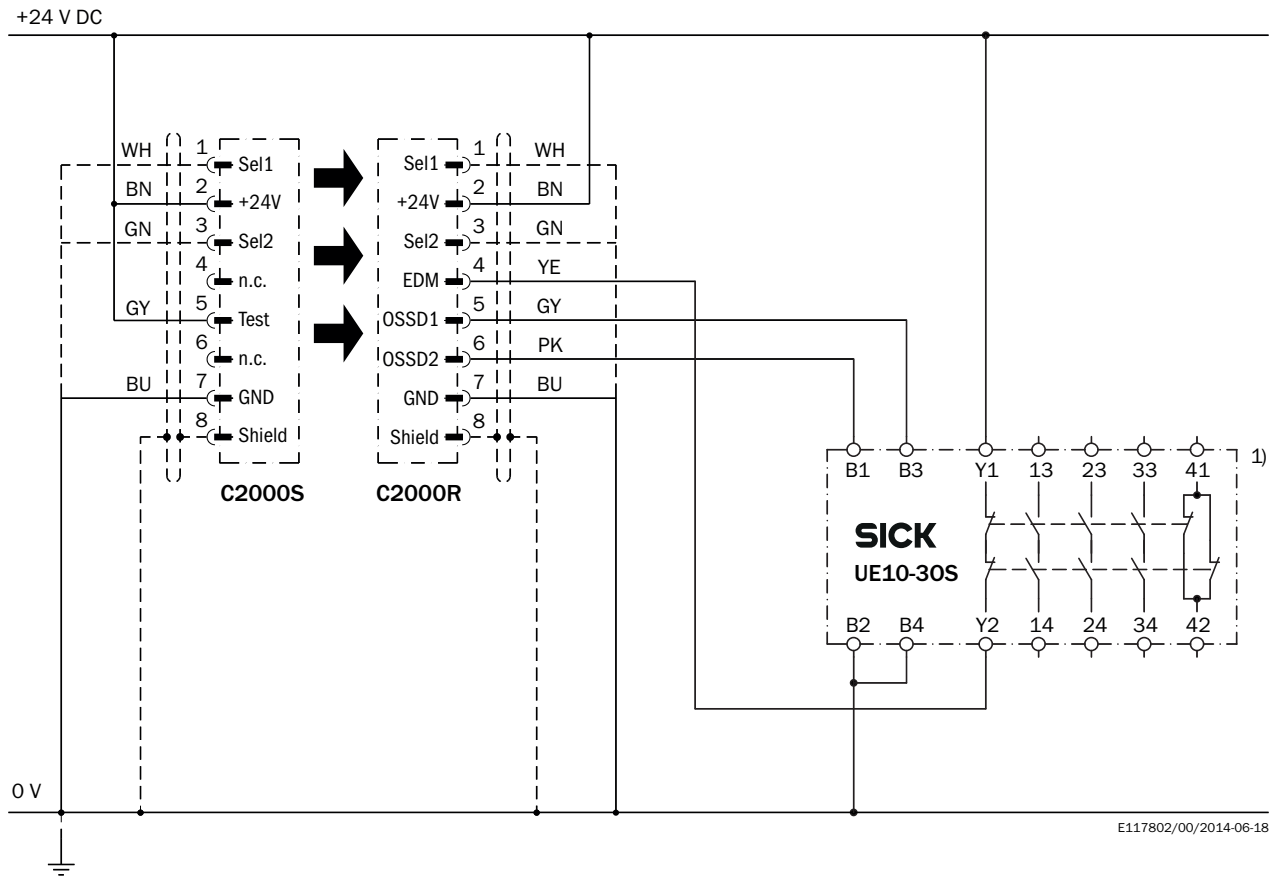 +24 V DC
WH 1 Sel1
BN 2 +24V
GN 3 Sel2
4 n.c.
GY 5 Test
6 n.c.
BU 7 GND
8 Shield
C2000S
Sel1 1 WH
+24V 2 BN
Sel2 3 GN
EDM 4 YE
OSSD1 5 GY
OSSD2 6 PK
GND 7 BU
Shield 8
C2000R
B1 B3 Y1 13 23 33 41 1)
SICK
UE10-30S
B2 B4 Y2 14 24 34 42
0 V
E117802/00/2014-06-18